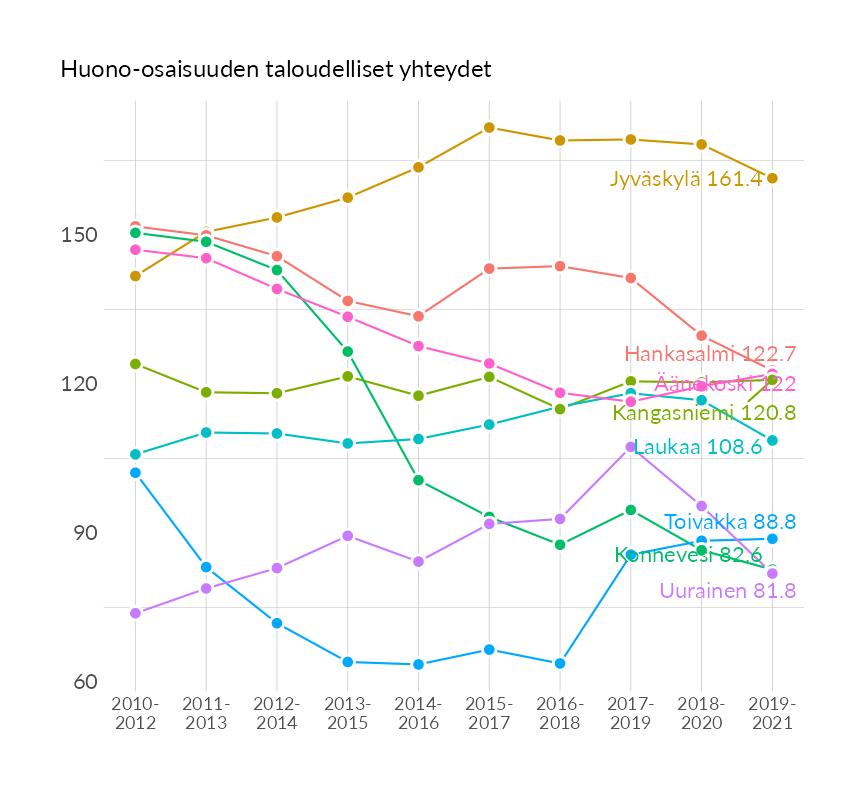 Huono-osaisuuden taloudelliset yhteydet
150
120
90
60
Jyväskylä 161.4
Hankasalmi 122.7
Äänekoski 122
Kangasniemi 120.8
Laukaa 108.6
Toivakka 88.8
Konnevesi 82.6
Uurainen 81.8
2010- 2011- 2012- 2013- 2014- 2015- 2016- 2017- 2018- 2019-
2012 2013 2014 2015 2016 2017 2018 2019 2020 2021